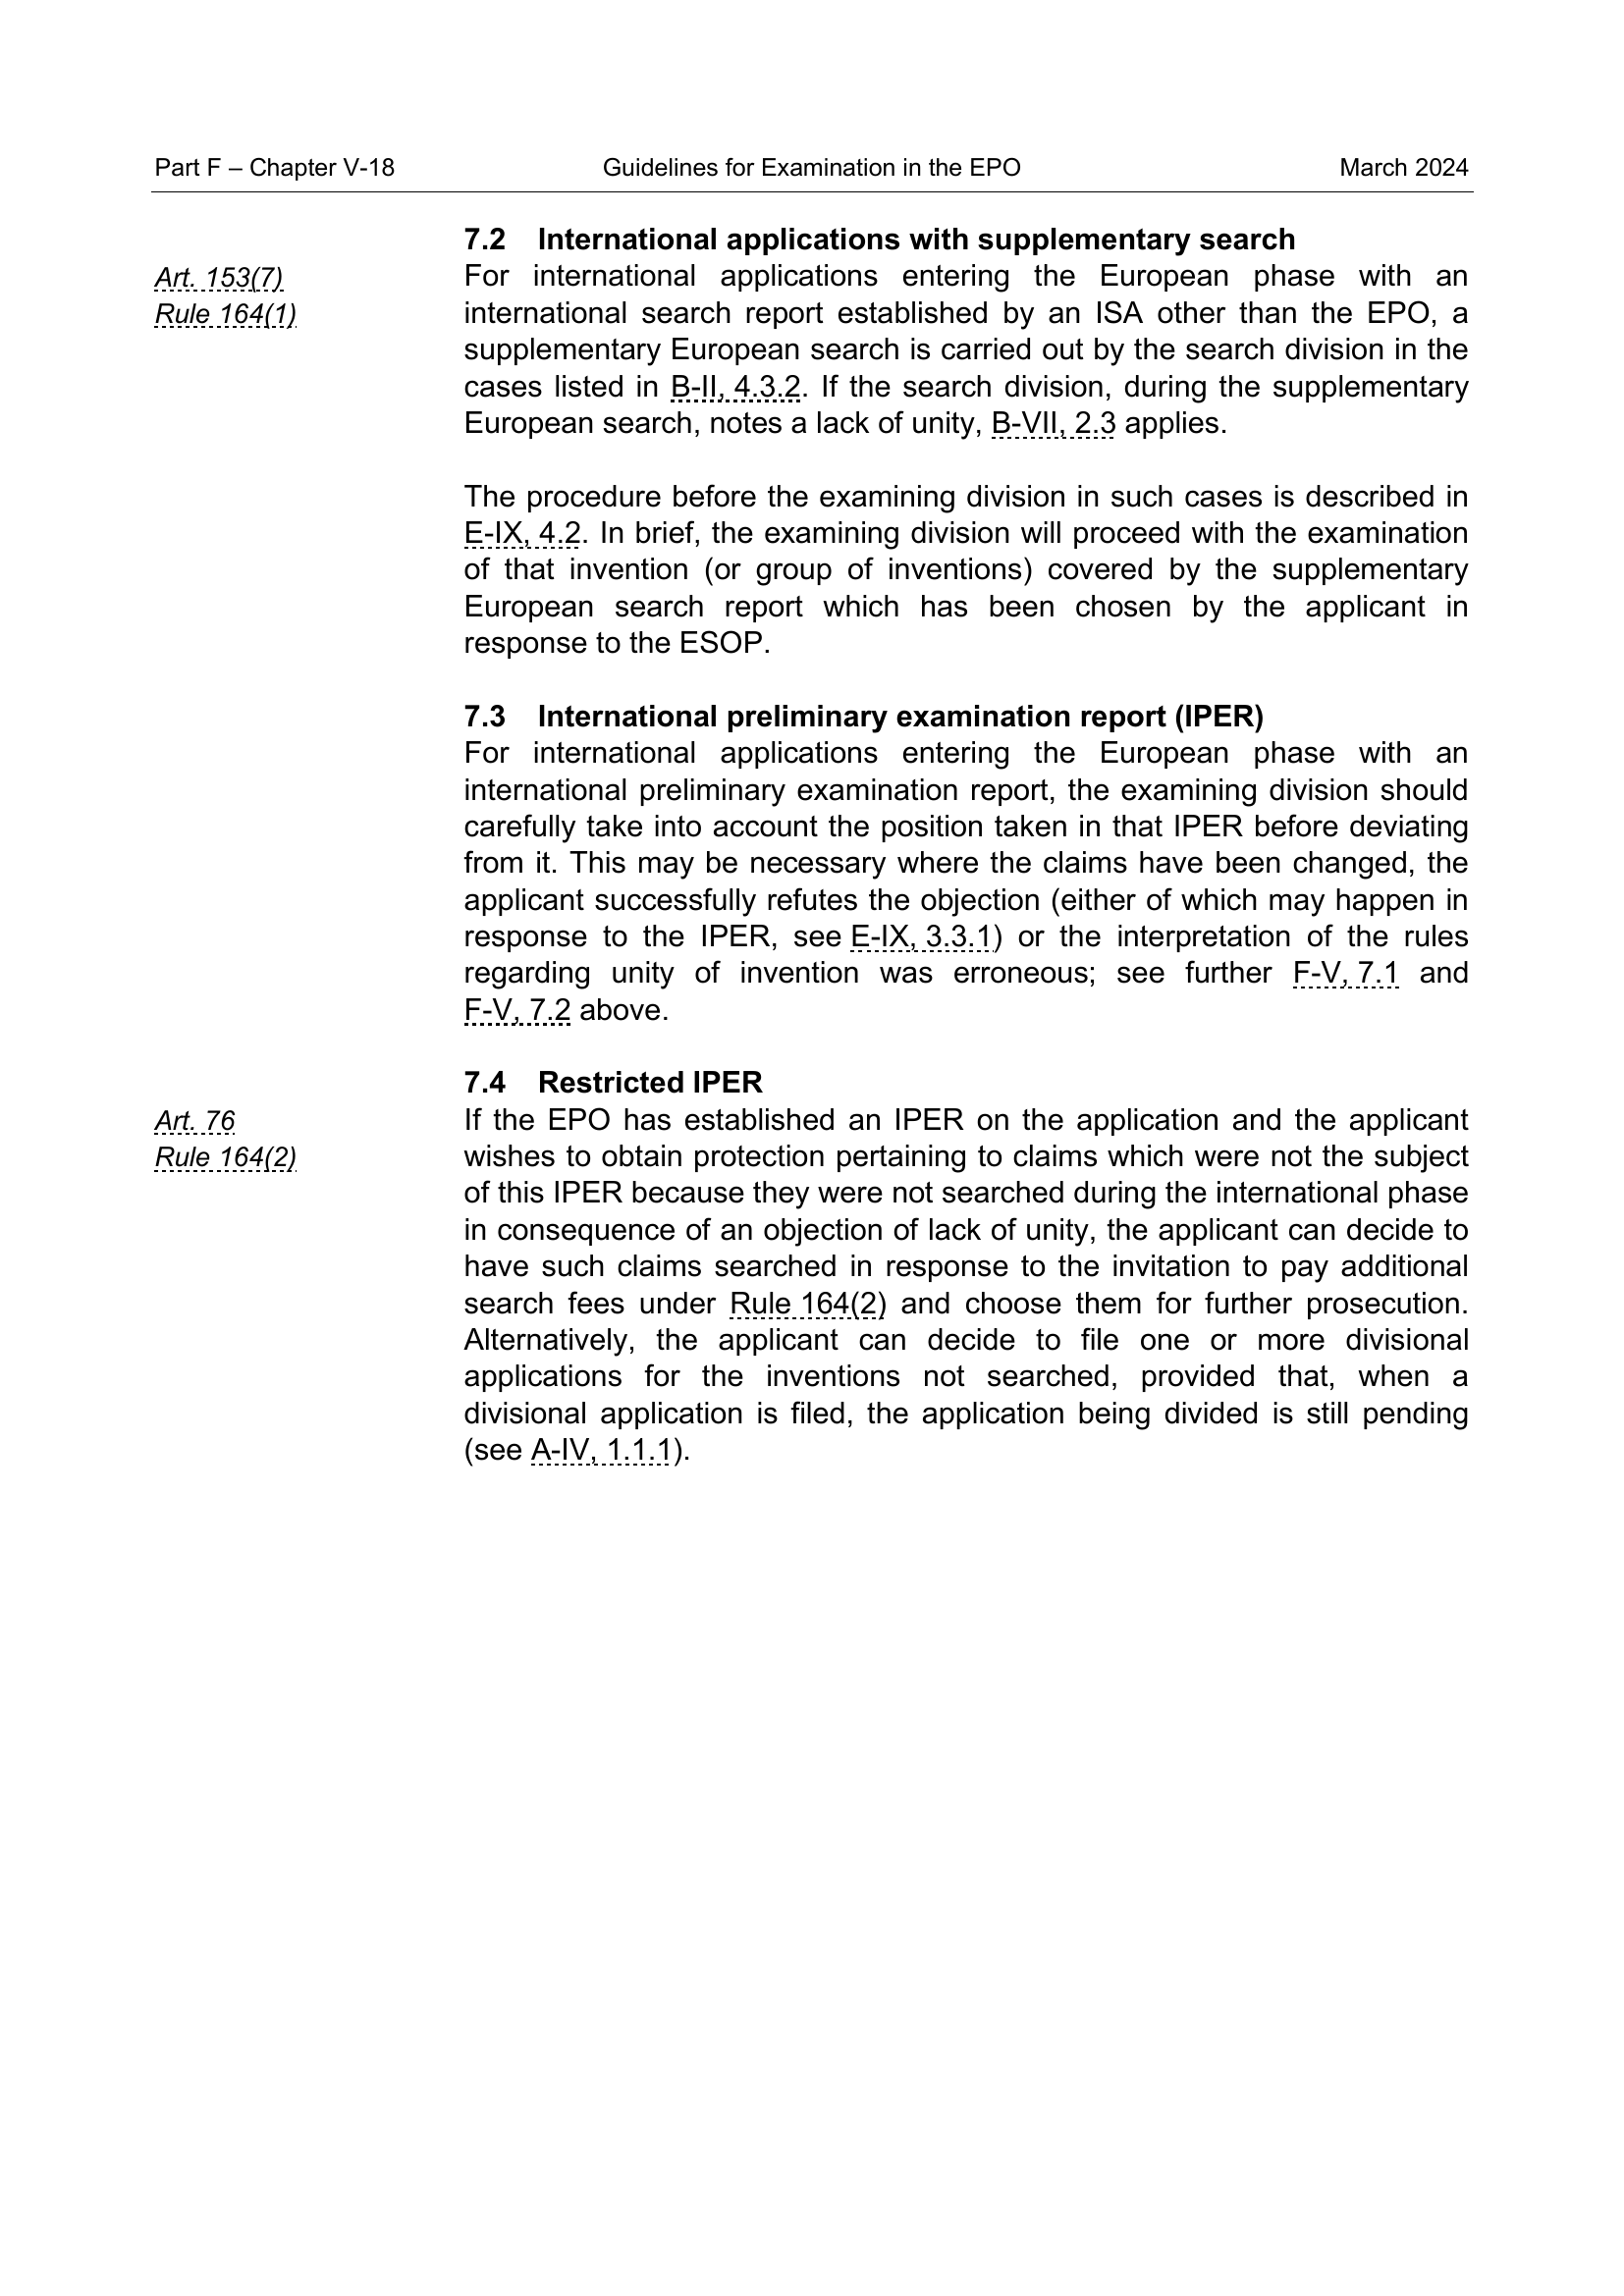 Part F – Chapter V-18 Guidelines for Examination in the EPO March 2024
7.2 International applications with supplementary search
Art. 153(7)
Rule 164(1)
For international applications entering the European phase with an
international search report established by an ISA other than the EPO, a
supplementary European search is carried out by the search division in the
cases listed in B-II, 4.3.2. If the search division, during the supplementary
European search, notes a lack of unity, B-VII, 2.3 applies.
The procedure before the examining division in such cases is described in
E-IX, 4.2. In brief, the examining division will proceed with the examination
of that invention (or group of inventions) covered by the supplementary
European search report which has been chosen by the applicant in
response to the ESOP.
7.3 International preliminary examination report (IPER)
For international applications entering the European phase with an
international preliminary examination report, the examining division should
carefully take into account the position taken in that IPER before deviating
from it. This may be necessary where the claims have been changed, the
applicant successfully refutes the objection (either of which may happen in
response to the IPER, see E-IX, 3.3.1) or the interpretation of the rules
regarding unity of invention was erroneous; see further F-V, 7.1 and
F-V, 7.2 above.
7.4 Restricted IPER
Art. 76
Rule 164(2)
If the EPO has established an IPER on the application and the applicant
wishes to obtain protection pertaining to claims which were not the subject
of this IPER because they were not searched during the international phase
in consequence of an objection of lack of unity, the applicant can decide to
have such claims searched in response to the invitation to pay additional
search fees under Rule 164(2) and choose them for further prosecution.
Alternatively, the applicant can decide to file one or more divisional
applications for the inventions not searched, provided that, when a
divisional application is filed, the application being divided is still pending
(see A-IV, 1.1.1).